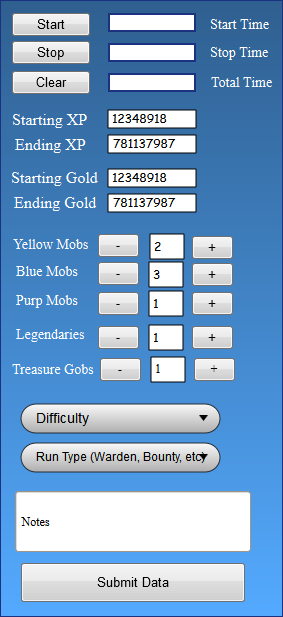 Start Start Time
Stop Stop Time
Clear Total Time
Starting XP 12348918
Ending XP 781137987
Starting Gold 12348918
Ending Gold 781137987
Yellow Mobs - 2 +
Blue Mobs - 3 +
Purp Mobs - 1 +
Legendaries - 1 +
Treasure Gobs - 1 +
Difficulty
Run Type (Warden, Bounty, etc)
Notes
Submit Data